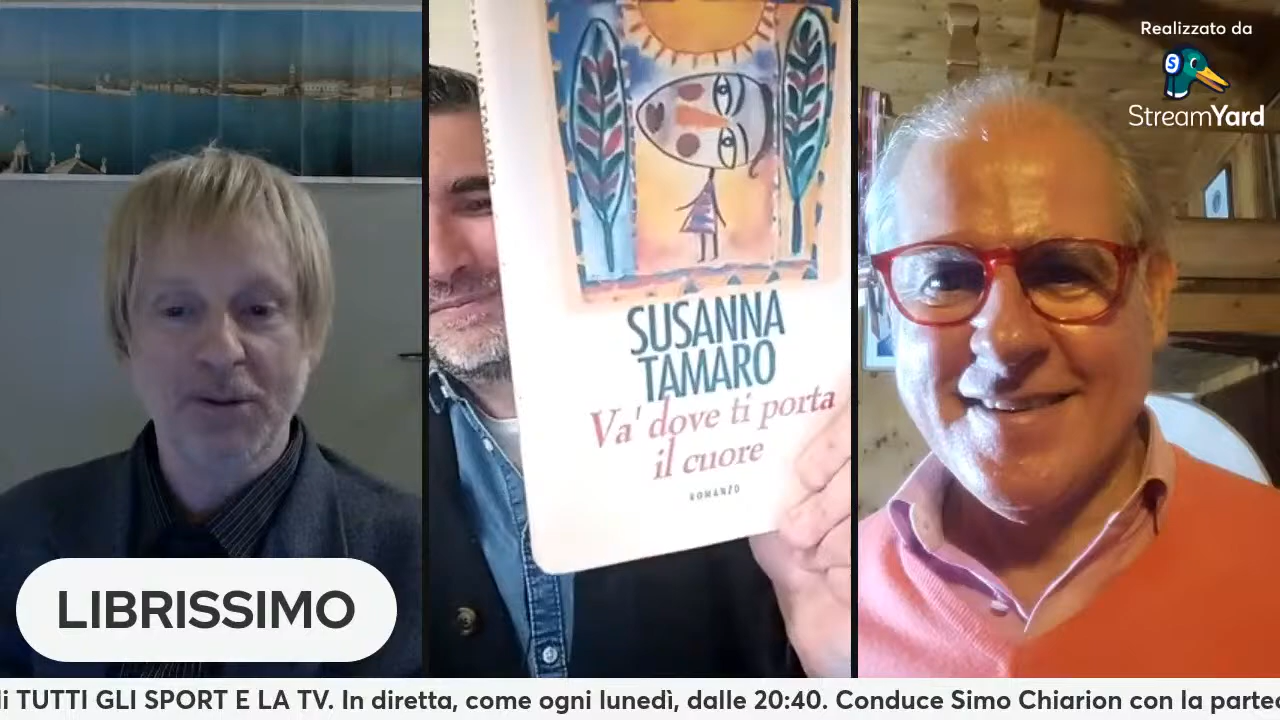 Realizzato da
StreamYard
SUSANNA
TAMARO
Va' dove ti porta
il cuore
ROMANZO
LIBRISSIMO
TUTTI GLI SPORT E LA TV. In diretta, come ogni lunedì, dalle 20:40. Conduce Simo Chiarion con la